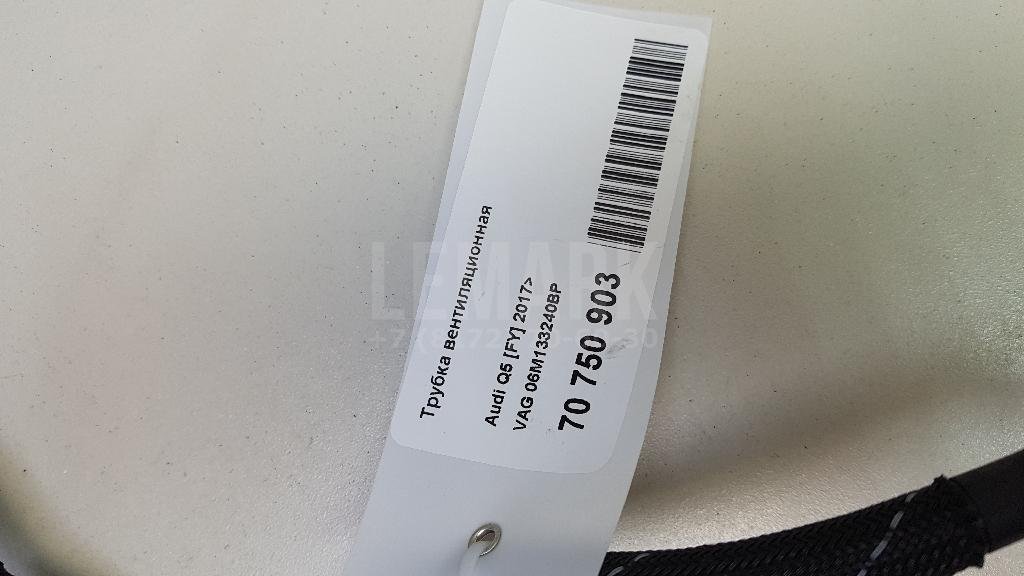 Трубка вентиляционная
Audi Q5 [FY] 2017>
VAG 06M133240BP
70 750 903
LEMARK